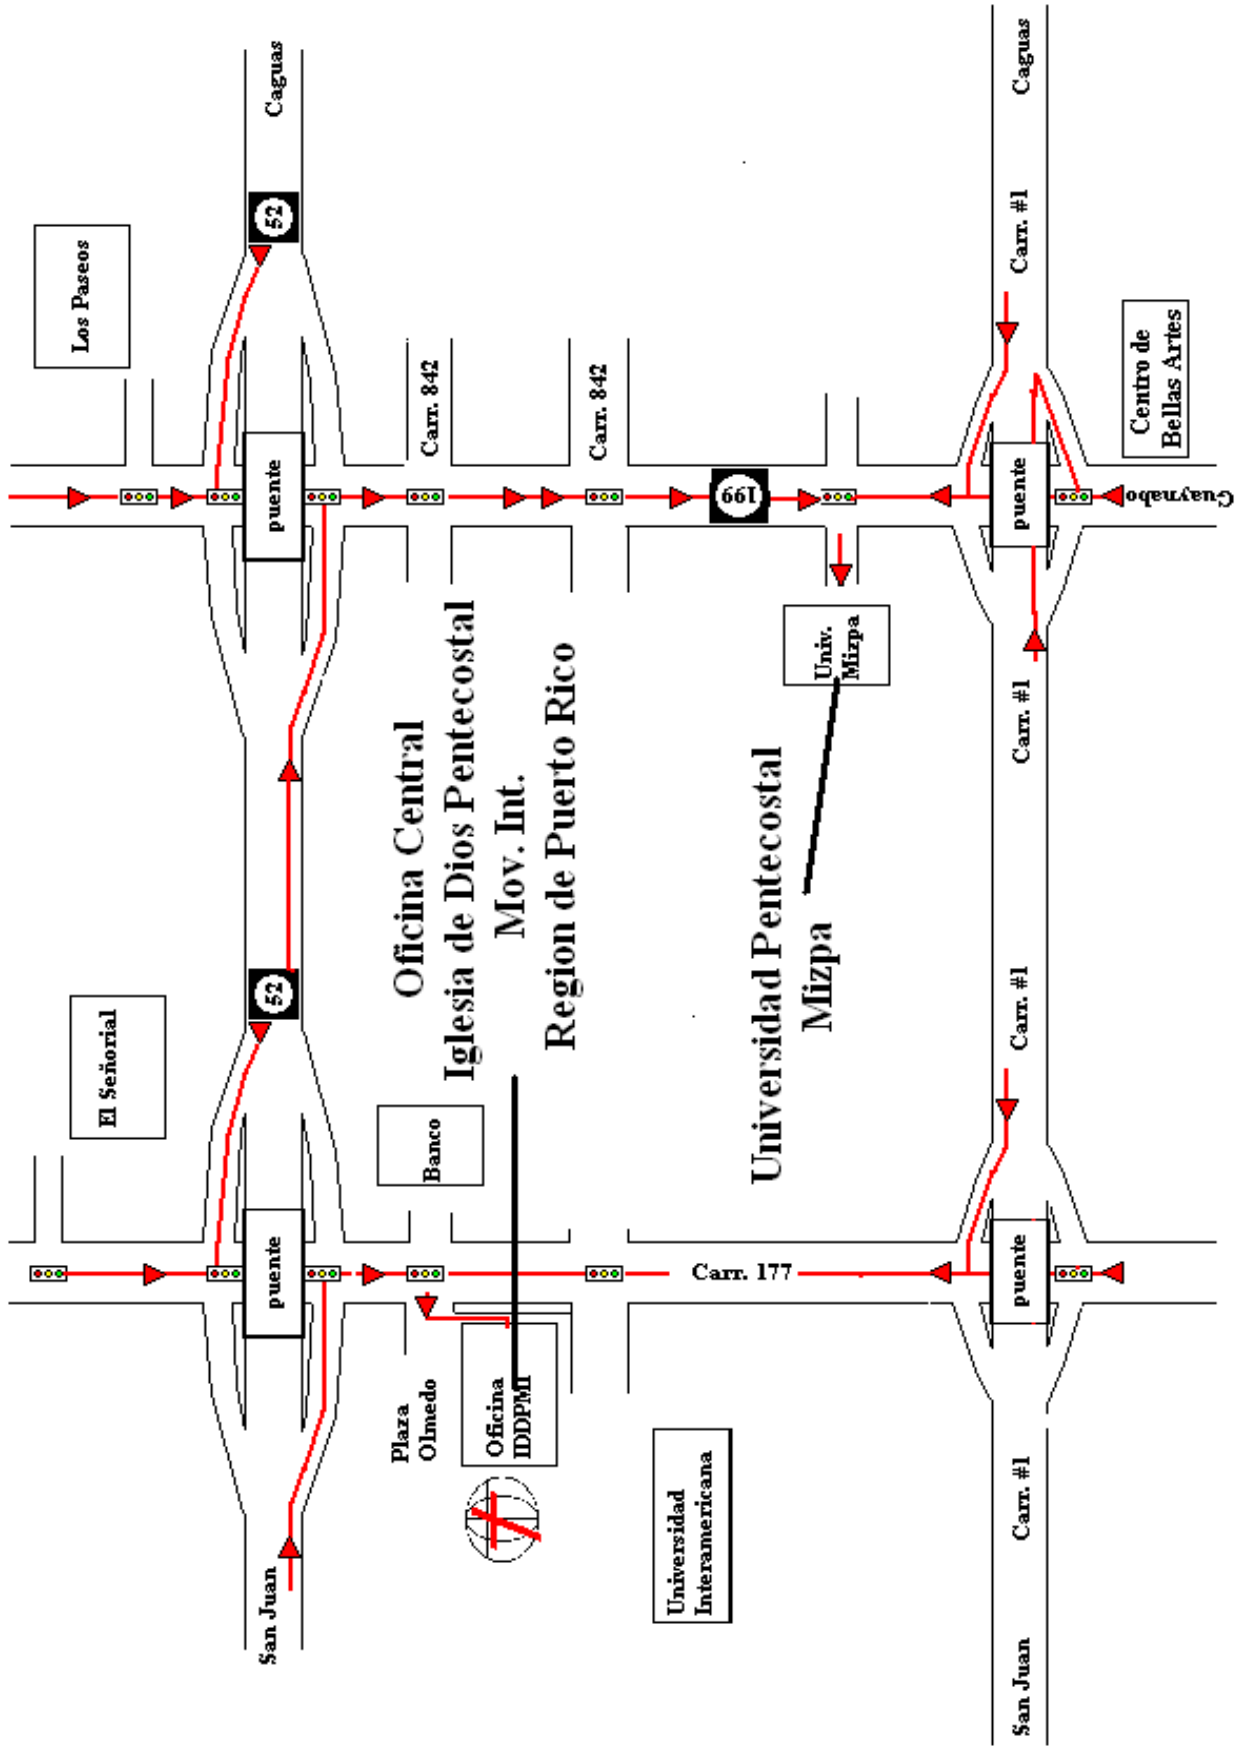 Caguas
52
Los Paseos
puente
Carr. 842
Carr. 842
199
Univ.
Mizpa
Caguas
Carr. #1
Centro de
Bellas Artes
puente
Guaynabo
Carr. #1
Oficina Central
Iglesia de Dios Pentecostal
Mov. Int.
Region de Puerto Rico
Universidad Pentecostal
Mizpa
52
El Señorial
Banco
puente
Carr. 177
Carr. #1
puente
Plaza
Olmedo
Oficina
IDDPMI
Universidad
Interamericana
San Juan
Carr. #1
San Juan